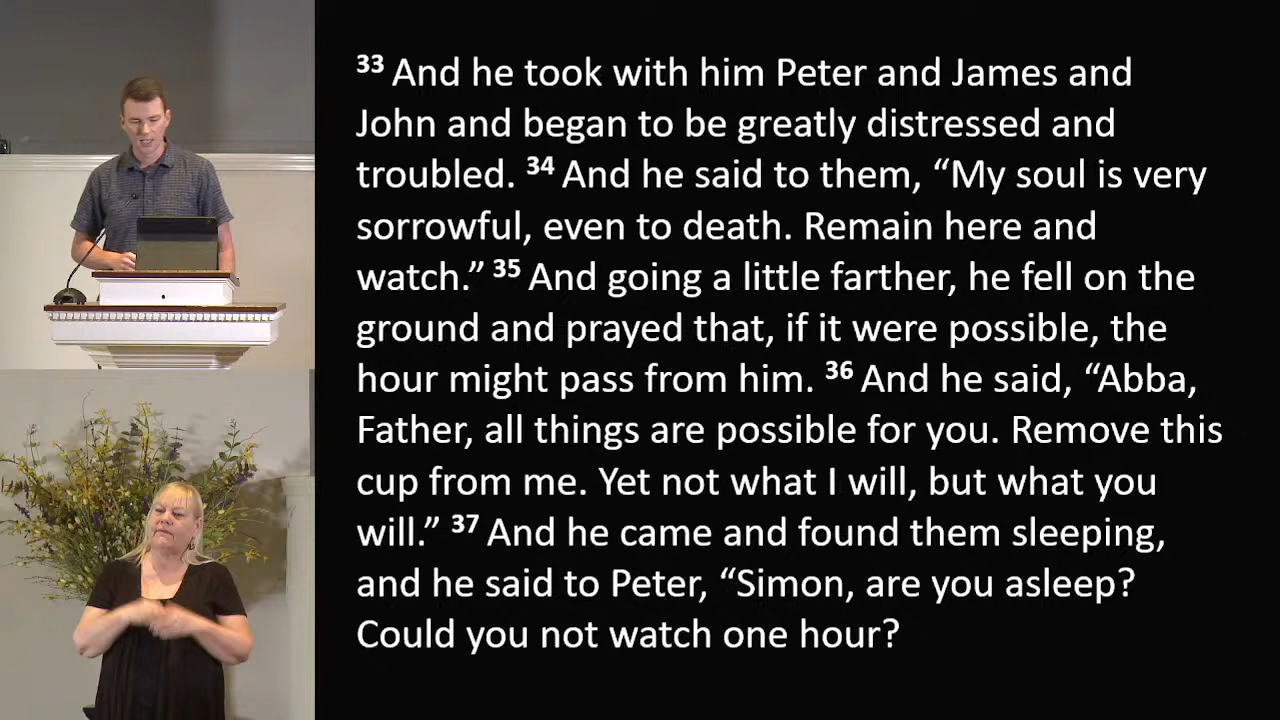 33 And he took with him Peter and James and
John and began to be greatly distressed and
troubled. 34 And he said to them, “My soul is very
sorrowful, even to death. Remain here and
watch.” 35 And going a little farther, he fell on the
ground and prayed that, if it were possible, the
hour might pass from him. 36 And he said, “Abba,
Father, all things are possible for you. Remove this
cup from me. Yet not what I will, but what you
will.” 37 And he came and found them sleeping,
and he said to Peter, “Simon, are you asleep?
Could you not watch one hour?